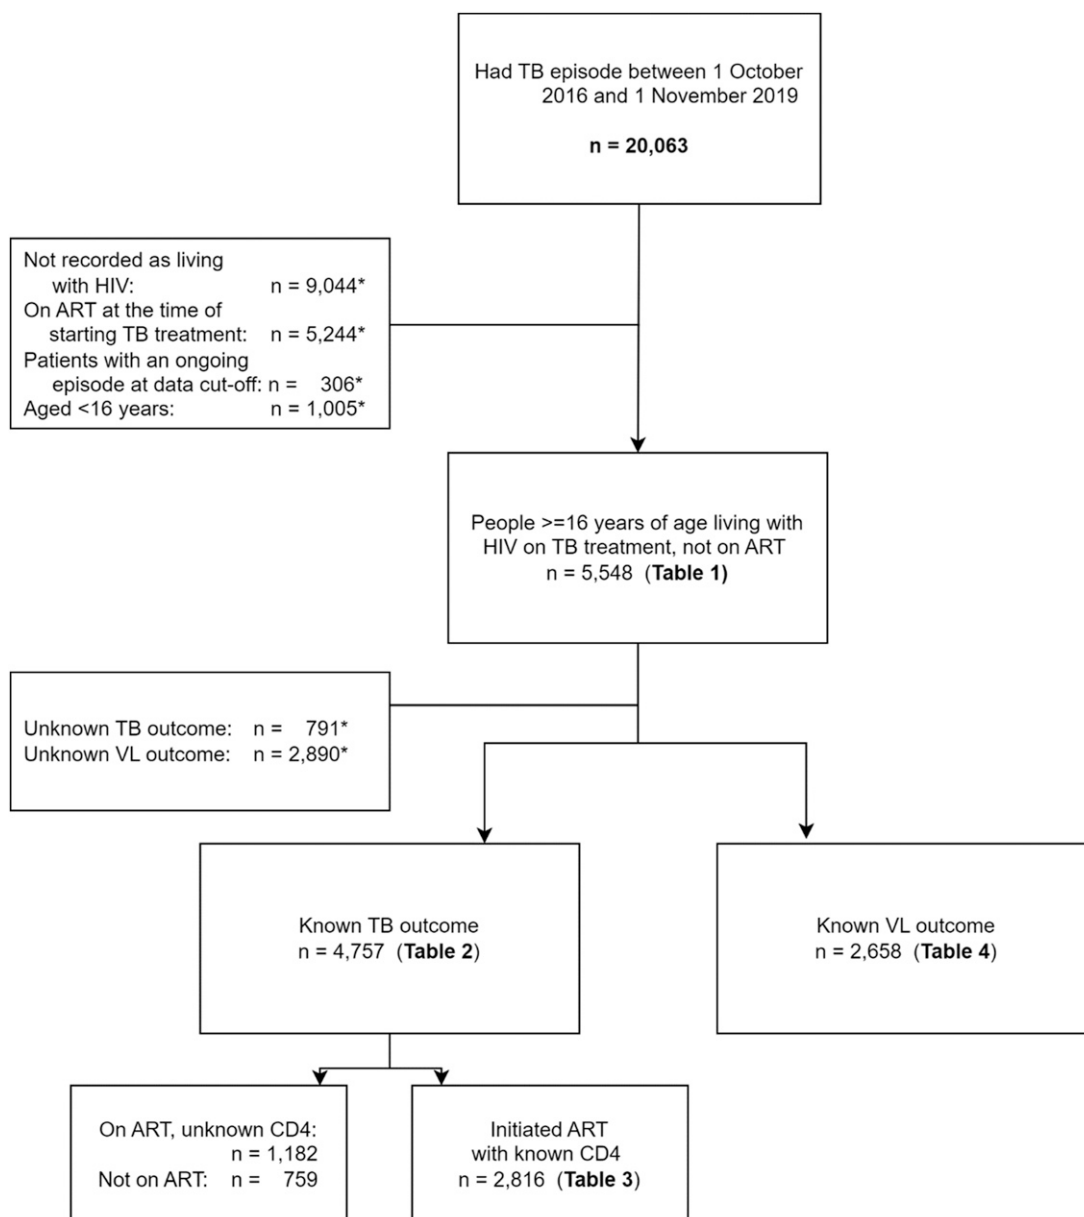 Had TB episode between 1 October
2016 and 1 November 2019
n = 20,063
Not recorded as living
with HIV: n = 9,044*
On ART at the time of
starting TB treatment: n = 5,244*
Patients with an ongoing
episode at data cut-off: n = 306*
Aged <16 years: n = 1,005*
People >=16 years of age living with
HIV on TB treatment, not on ART
n = 5,548 (Table 1)
Unknown TB outcome: n = 791*
Unknown VL outcome: n = 2,890*
Known TB outcome
n = 4,757 (Table 2)
Known VL outcome
n = 2,658 (Table 4)
On ART, unknown CD4:
n = 1,182
Not on ART: n = 759
Initiated ART
with known CD4
n = 2,816 (Table 3)